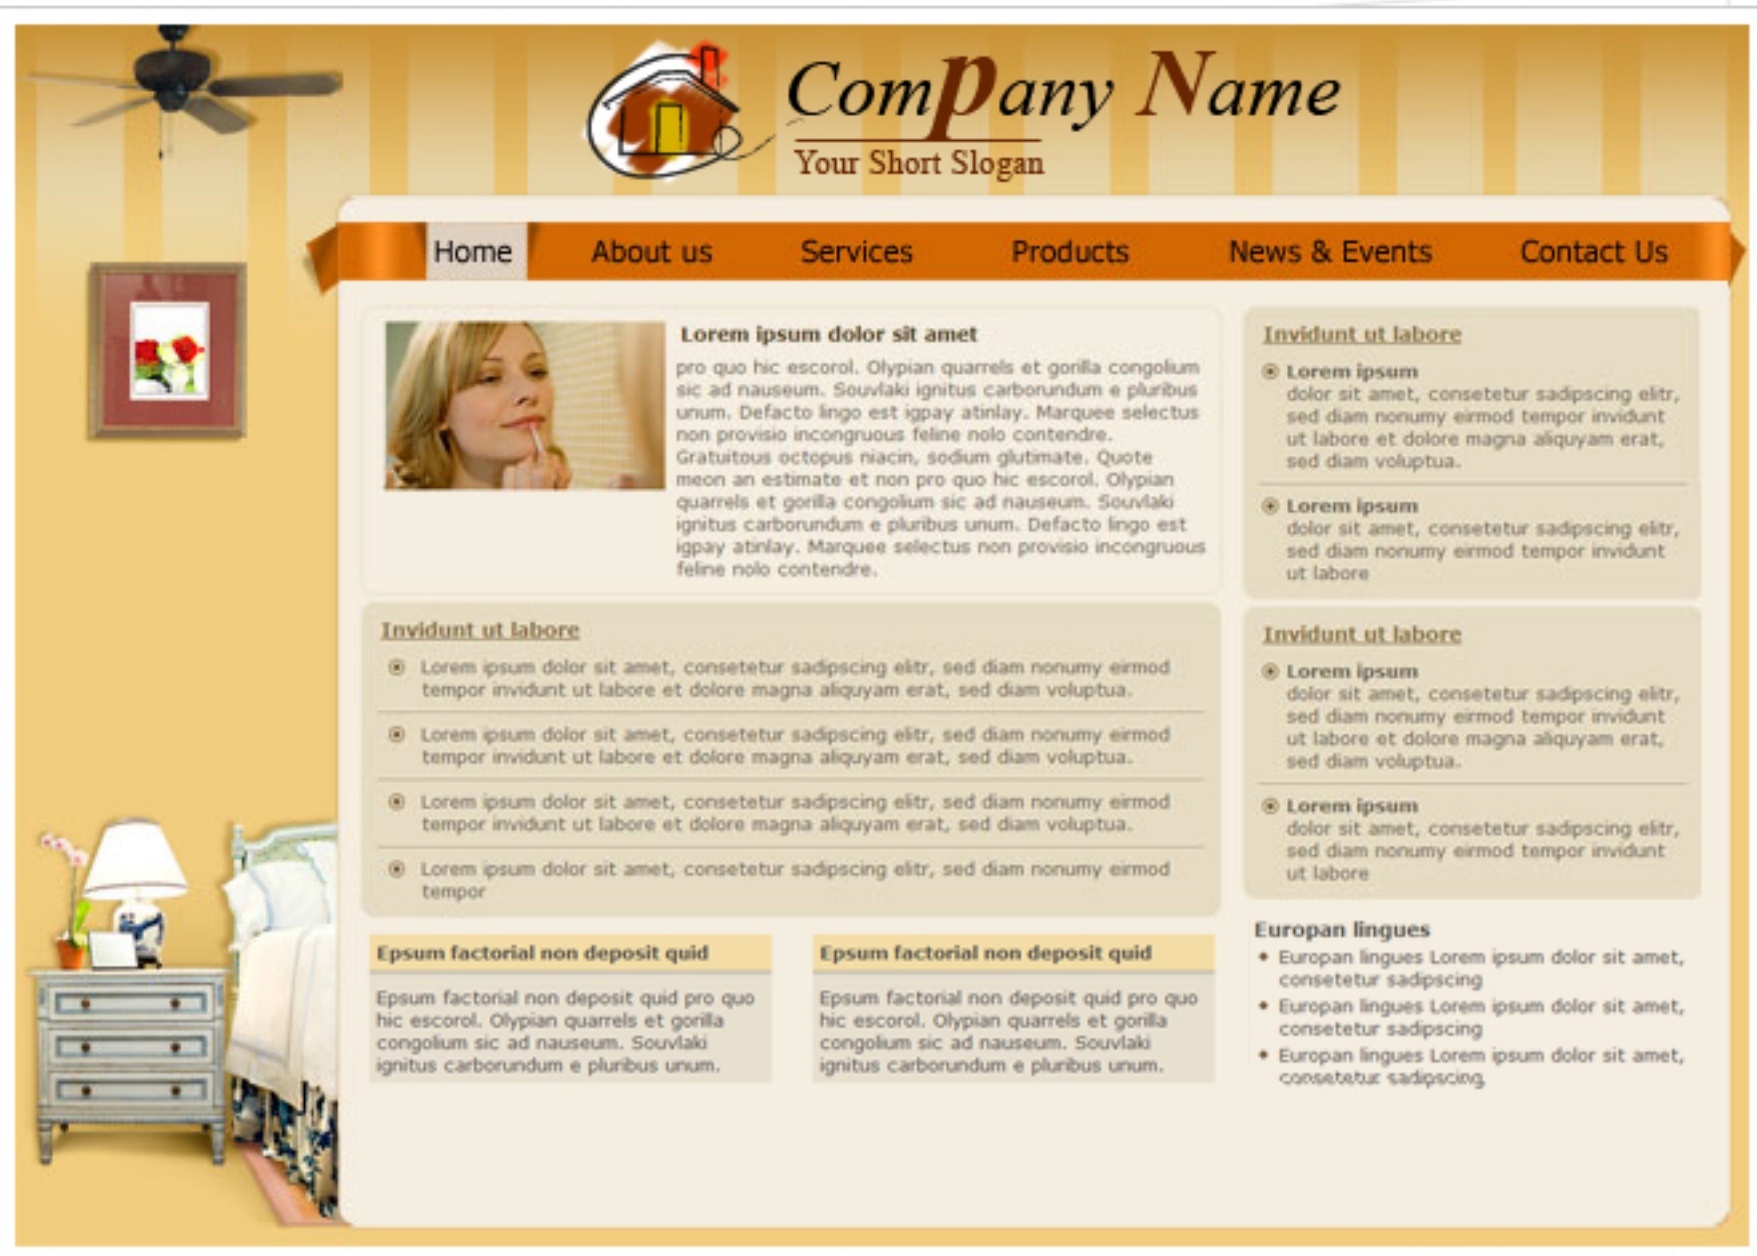 Company Name
Your Short Slogan
Home About us Services Products News & Events Contact Us
Lorem ipsum dolor sit amet
pro quo hic escorol. Olypian quarrels et gorilla congolium
sic ad nauseum. Souvlaki ignitus carborundum e pluribus
unum. Defacto lingo est igpay atinlay. Marquee selectus
non provisio incongruous feline nolo contendre.
Gratuitous octopus niacin, sodium glutimate. Quote
meon an estimate et non pro quo hic escorol. Olypian
quarrels et gorilla congolium sic ad nauseum. Souvlaki
ignitus carborundum e pluribus unum. Defacto lingo est
igpay atinlay. Marquee selectus non provisio incongruous
feline nolo contendre.
Invidunt ut labore
Lorem ipsum dolor sit amet, consetetur sadipscing elitr, sed diam nonumy eirmod
tempor invidunt ut labore et dolore magna aliquyam erat, sed diam voluptua.
Lorem ipsum dolor sit amet, consetetur sadipscing elitr, sed diam nonumy eirmod
tempor invidunt ut labore et dolore magna aliquyam erat, sed diam voluptua.
Lorem ipsum dolor sit amet, consetetur sadipscing elitr, sed diam nonumy eirmod
tempor invidunt ut labore et dolore magna aliquyam erat, sed diam voluptua.
Lorem ipsum dolor sit amet, consetetur sadipscing elitr, sed diam nonumy eirmod
tempor
Epsum factorial non deposit quid
Epsum factorial non deposit quid pro quo
hic escorol. Olypian quarrels et gorilla
congolium sic ad nauseum. Souvlaki
ignitus carborundum e pluribus unum.
Epsum factorial non deposit quid
Epsum factorial non deposit quid pro quo
hic escorol. Olypian quarrels et gorilla
congolium sic ad nauseum. Souvlaki
ignitus carborundum e pluribus unum.
Invidunt ut labore
Lorem ipsum
dolor sit amet, consetetur sadipscing elitr,
sed diam nonumy eirmod tempor invidunt
ut labore et dolore magna aliquyam erat,
sed diam voluptua.
Lorem ipsum
dolor sit amet, consetetur sadipscing elitr,
sed diam nonumy eirmod tempor invidunt
ut labore
Invidunt ut labore
Lorem ipsum
dolor sit amet, consetetur sadipscing elitr,
sed diam nonumy eirmod tempor invidunt
ut labore et dolore magna aliquyam erat,
sed diam voluptua.
Lorem ipsum
dolor sit amet, consetetur sadipscing elitr,
sed diam nonumy eirmod tempor invidunt
ut labore
Europan lingues
Europan lingues Lorem ipsum dolor sit amet,
consetetur sadipscing
Europan lingues Lorem ipsum dolor sit amet,
consetetur sadipscing
Europan lingues Lorem ipsum dolor sit amet,
consetetur sadipscing